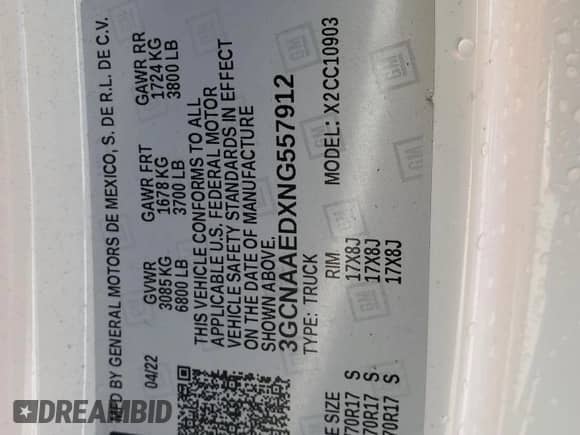 MFD BY GENERAL MOTORS DE MEXICO, S. DE R.L. DE C.V.
04/22
GVWR GAWR FRT GAWR RR
3085KG 1678 KG 1724 KG
6800 LB 3700 LB 3800 LB
THIS VEHICLE CONFORMS TO ALL
APPLICABLE U.S. FEDERAL MOTOR
VEHICLE SAFETY STANDARDS IN EFFECT
ON THE DATE OF MANUFACTURE
SHOWN ABOVE.
3GCNAAEDXNG557912
TYPE: TRUCK MODEL: X2CC10903
E SIZE RIM
70R17 S 17X8J
70R17 S 17X8J
70R17 S 17X8J
GM
DREAMBID